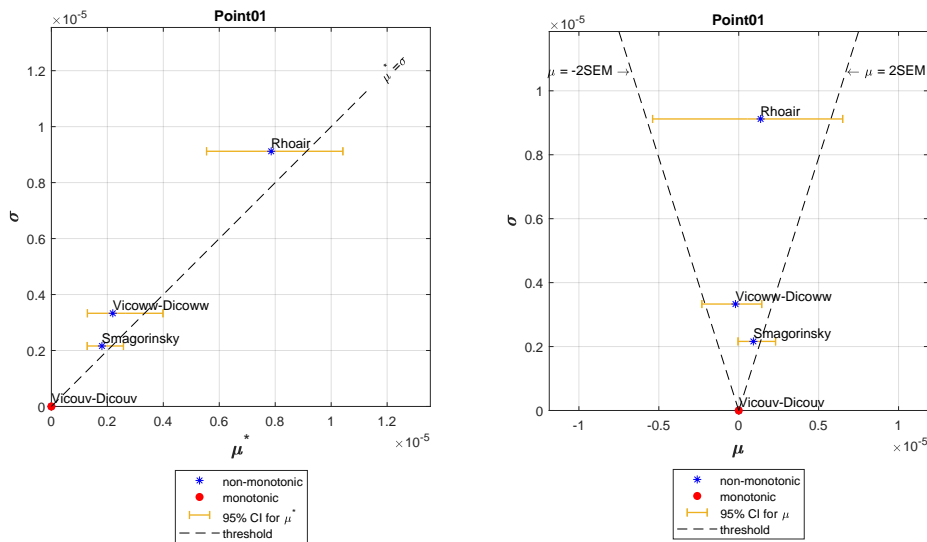 Point01
×10⁻⁵
1.2
1
0.8
0.6
0.4
0.2
0
σ
μ* =σ
Rhoair
Vicoww-Dicoww
Smagorinsky
Vicouv-Dicouv
0 0.2 0.4 0.6 0.8 1 1.2
×10⁻⁵
μ*
non-monotonic
monotonic
95% CI for μ*
threshold
Point01
×10⁻⁵
1
0.8
0.6
0.4
0.2
0
σ
μ = -2SEM →
← μ = 2SEM
Rhoair
Vicoww-Dicoww
Smagorinsky
Vicouv-Dicouv
-1 -0.5 0 0.5 1
×10⁻⁵
μ
non-monotonic
monotonic
95% CI for μ
threshold